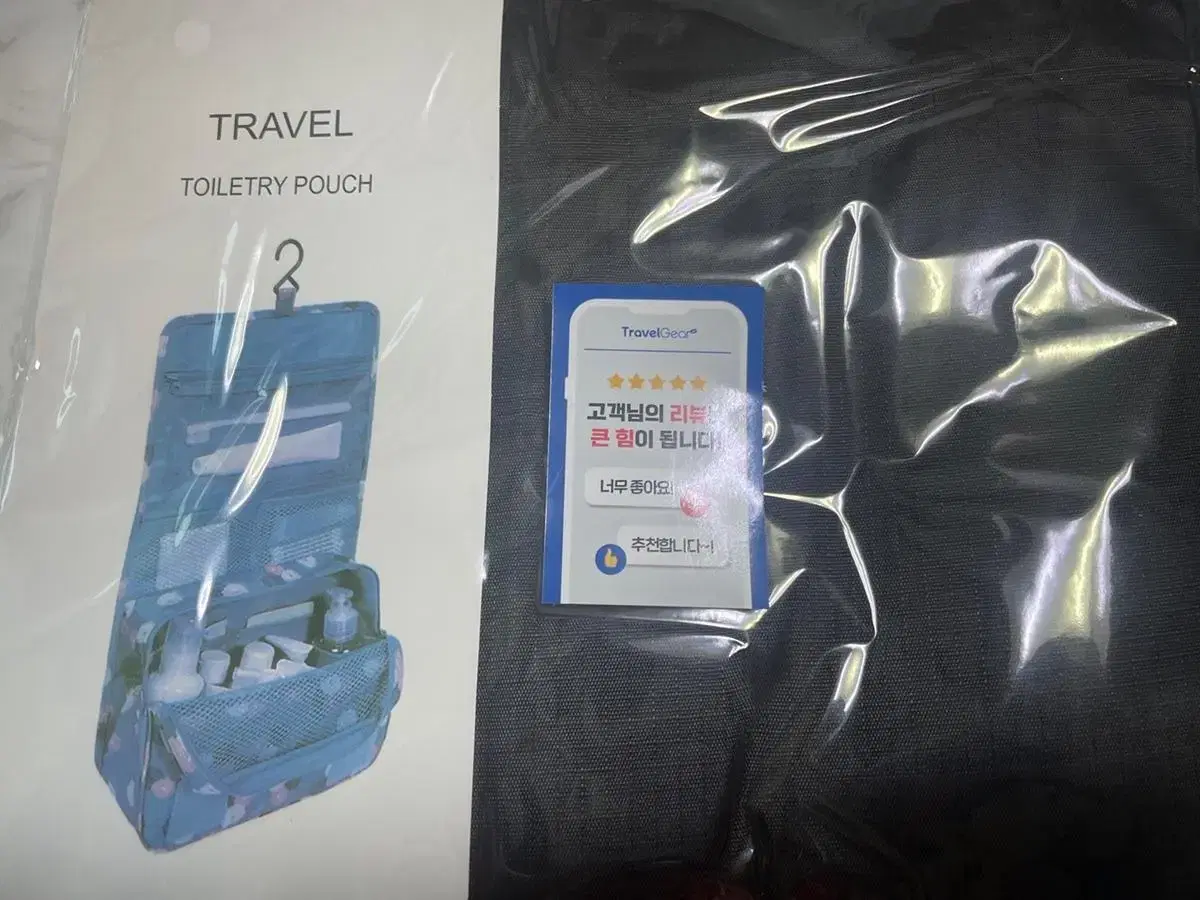 TRAVEL
TOILETRY POUCH
TravelGear
고객님의 리뷰
큰 힘이 됩니다
너무 좋아요!
추천합니다~!